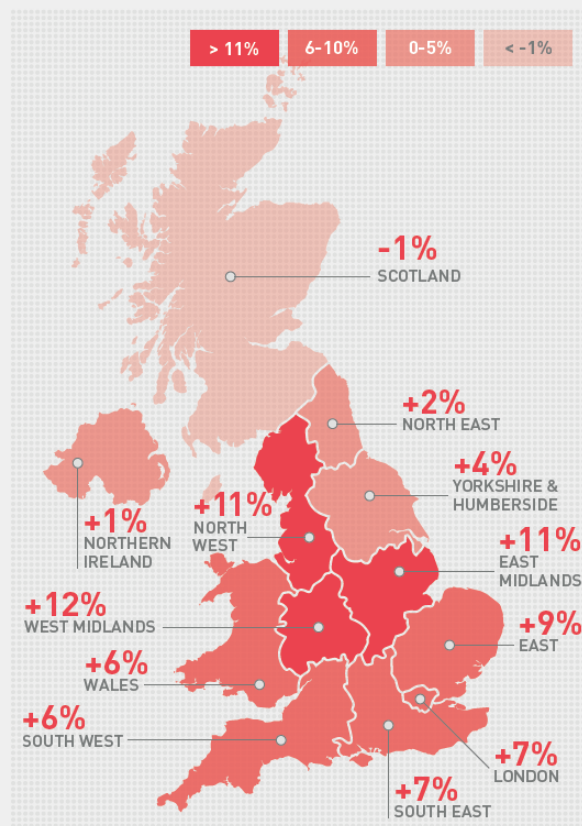 > 11%
6-10%
0-5%
< -1%
-1%
SCOTLAND
+2%
NORTH EAST
+4%
YORKSHIRE &
HUMBERSIDE
+1%
NORTHERN
IRELAND
+11%
NORTH
WEST
+11%
EAST
MIDLANDS
+12%
WEST MIDLANDS
+9%
EAST
+6%
WALES
+6%
SOUTH WEST
+7%
LONDON
+7%
SOUTH EAST